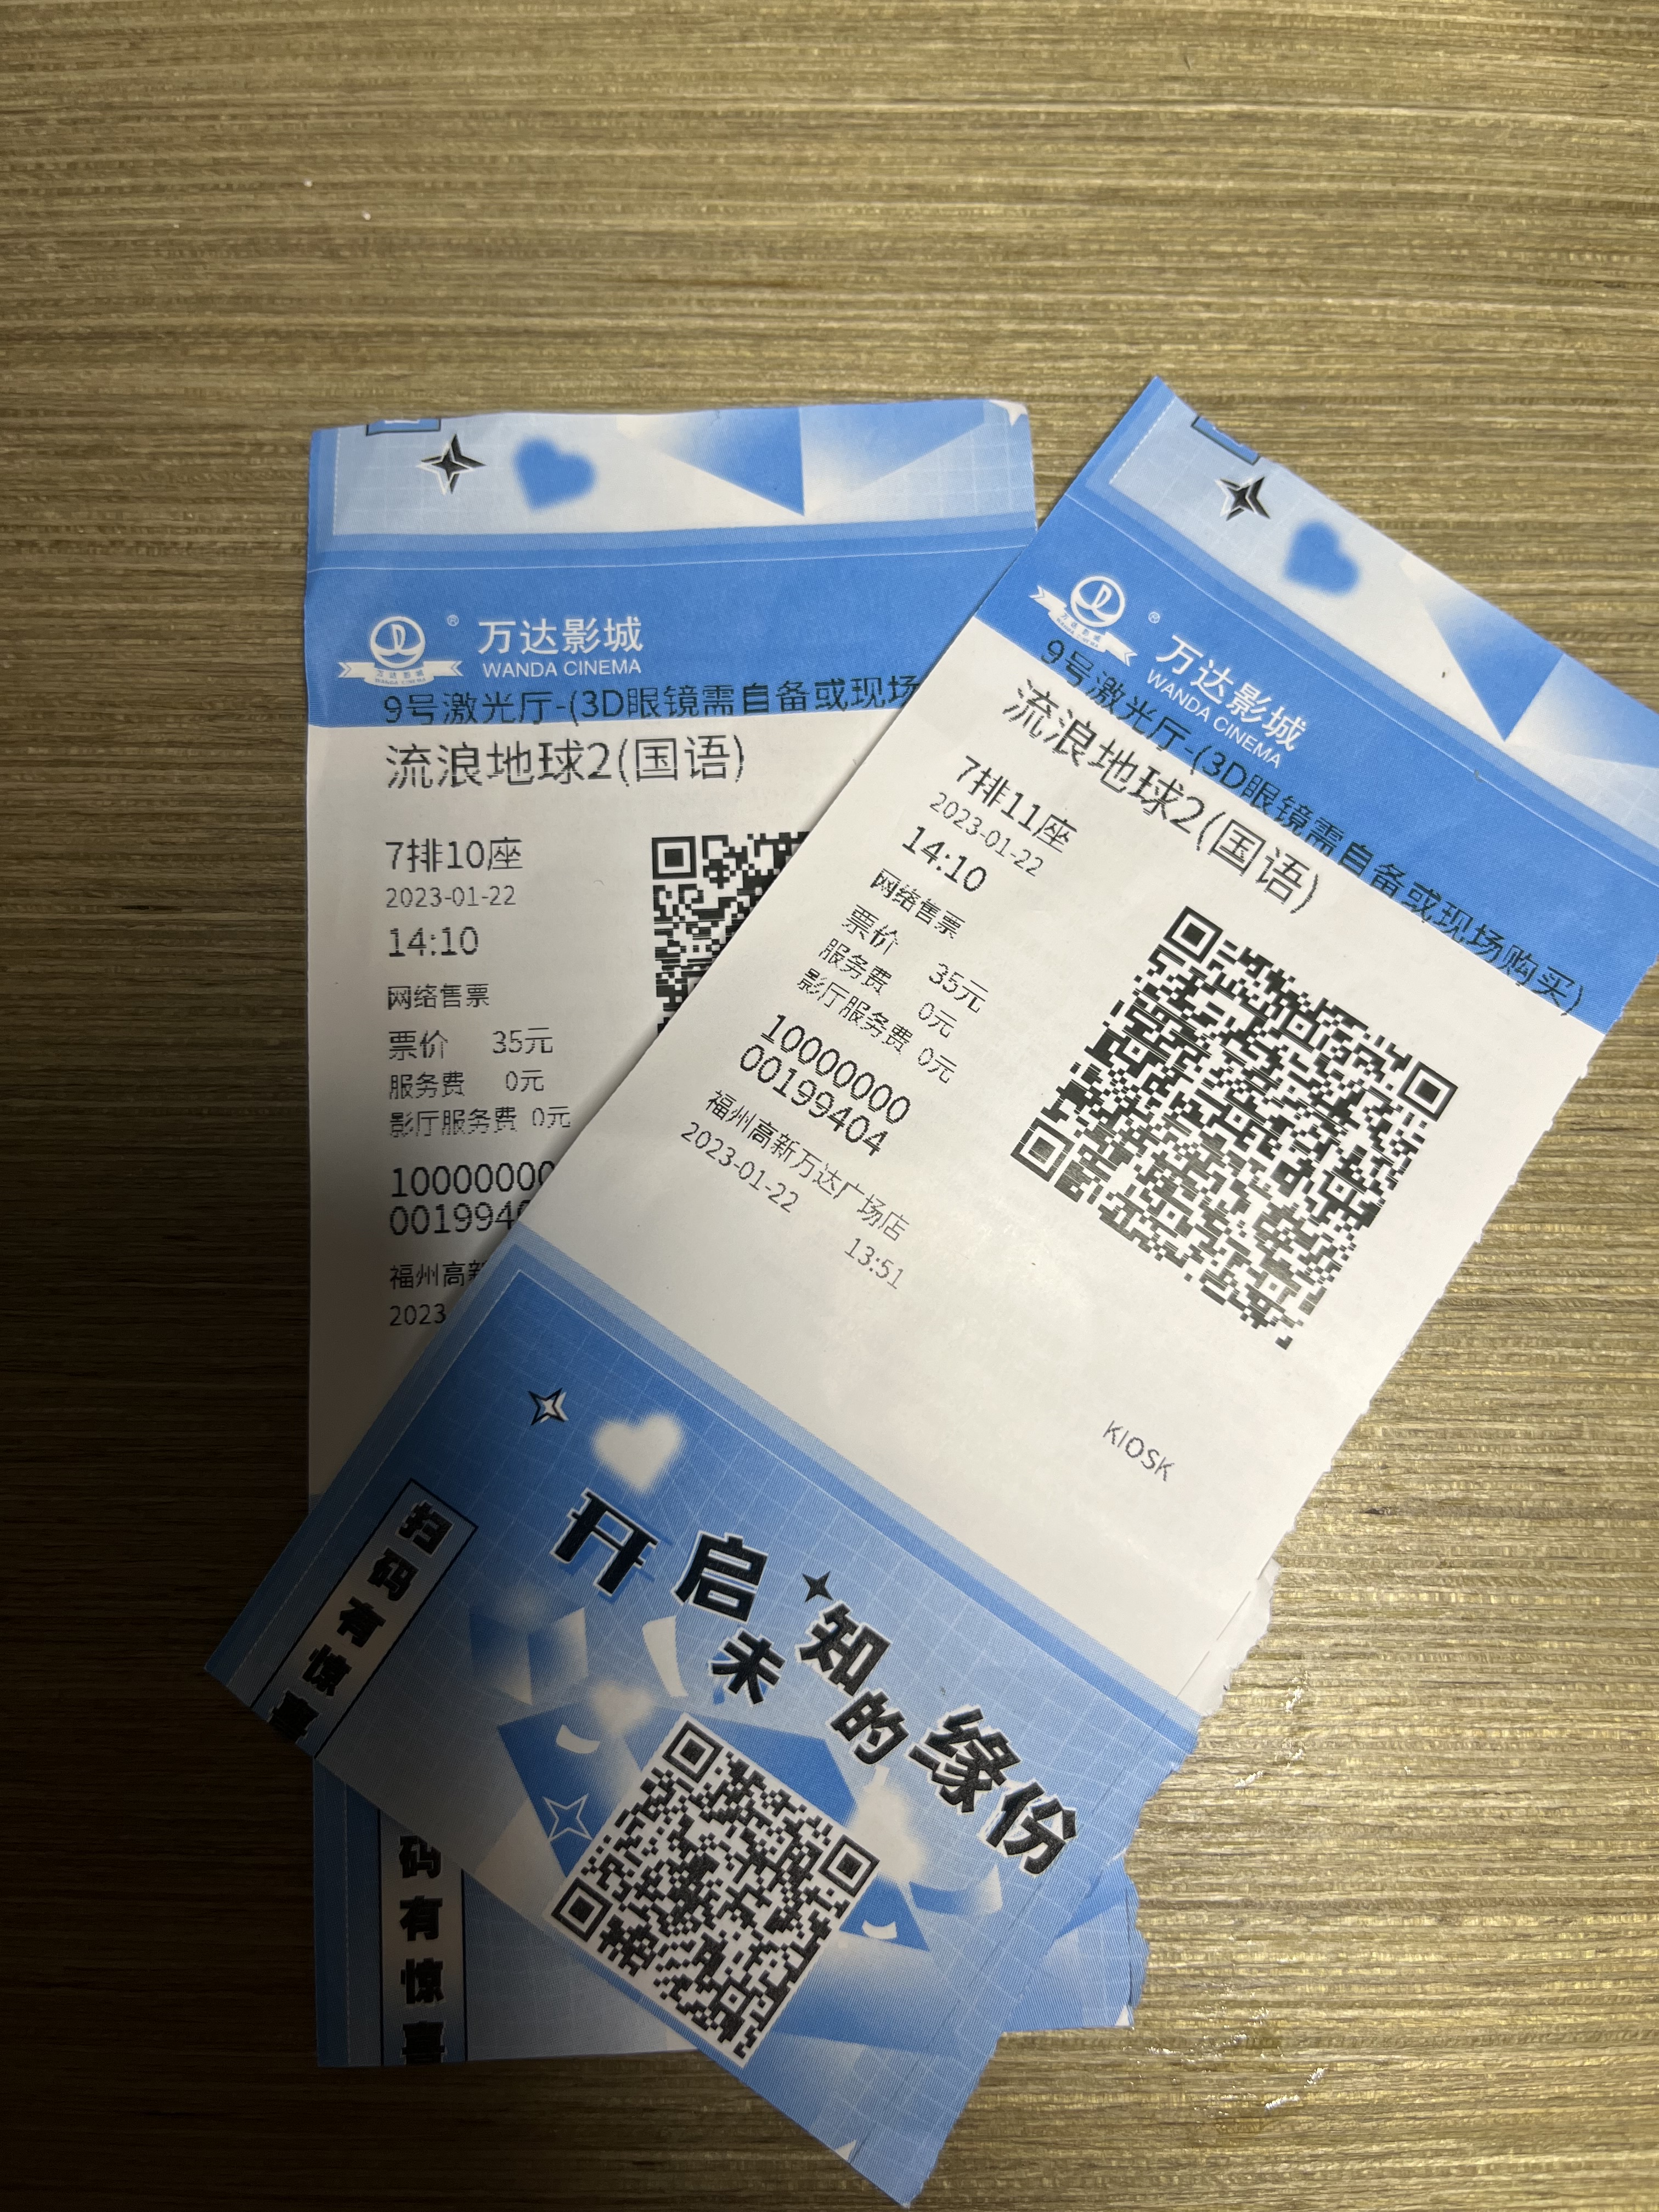 万达影城
WANDA CINEMA
9号激光厅-(3D眼镜需自备或现场
流浪地球2(国语)
7排10座
2023-01-22
14:10
网络售票
票价 35元
服务费 0元
影厅服务费 0元
10000000
001994
福州高新
2023
码有惊喜
万达影城
WANDA CINEMA
9号激光厅-(3D眼镜需自备或现场购买)
流浪地球2(国语)
7排11座
2023-01-22
14:10
网络售票
票价 35元
服务费 0元
影厅服务费 0元
10000000
00199404
福州高新万达广场店
2023-01-22 13:51
KIOSK
扫码有惊喜
开启
未知的缘份